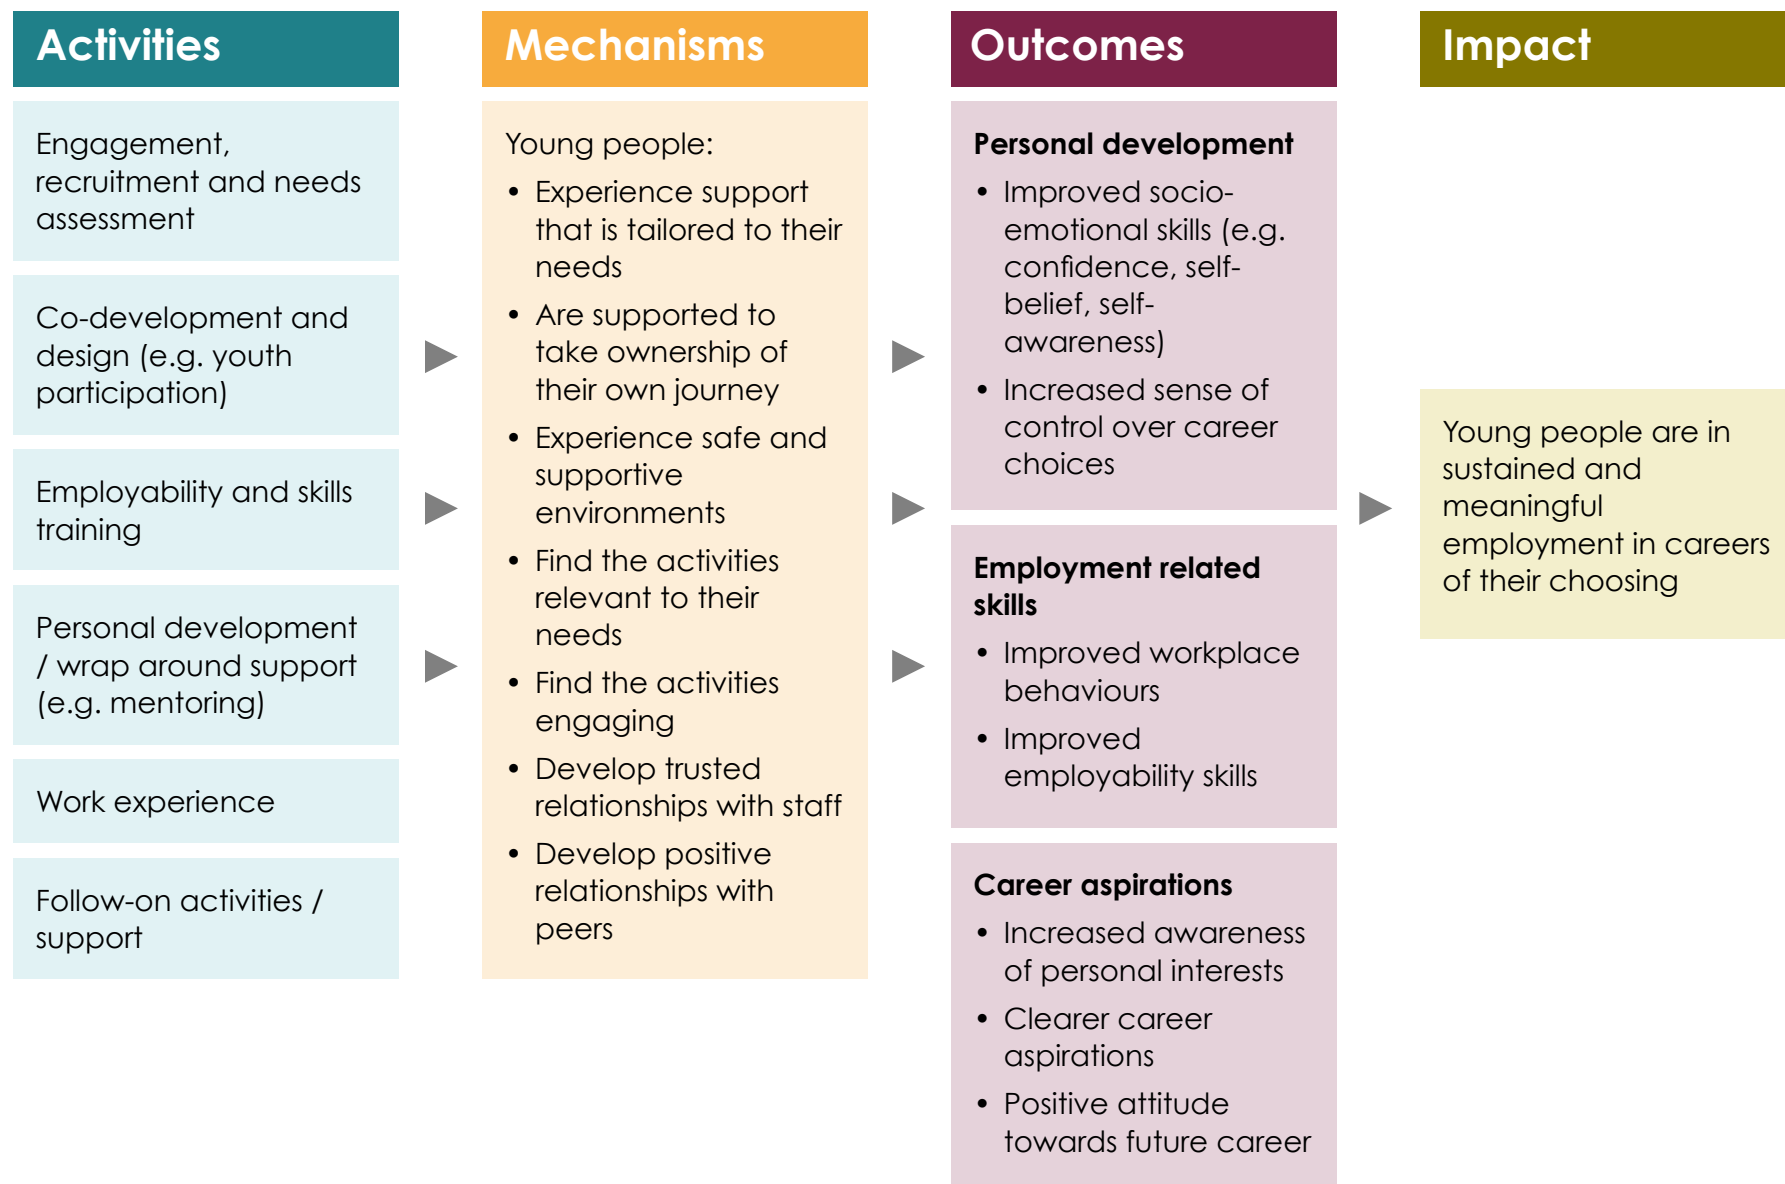 Activities
Engagement,
recruitment and needs
assessment
Co-development and
design (e.g. youth
participation)
Employability and skills
training
Personal development
/ wrap around support
(e.g. mentoring)
Work experience
Follow-on activities /
support
Mechanisms
Young people:
• Experience support
that is tailored to their
needs
• Are supported to
take ownership of
their own journey
• Experience safe and
supportive
environments
• Find the activities
relevant to their
needs
• Find the activities
engaging
• Develop trusted
relationships with staff
• Develop positive
relationships with
peers
Outcomes
Personal development
• Improved socio-
emotional skills (e.g.
confidence, self-
belief, self-
awareness)
• Increased sense of
control over career
choices
Employment related
skills
• Improved workplace
behaviours
• Improved
employability skills
Career aspirations
• Increased awareness
of personal interests
• Clearer career
aspirations
• Positive attitude
towards future career
Impact
Young people are in
sustained and
meaningful
employment in careers
of their choosing